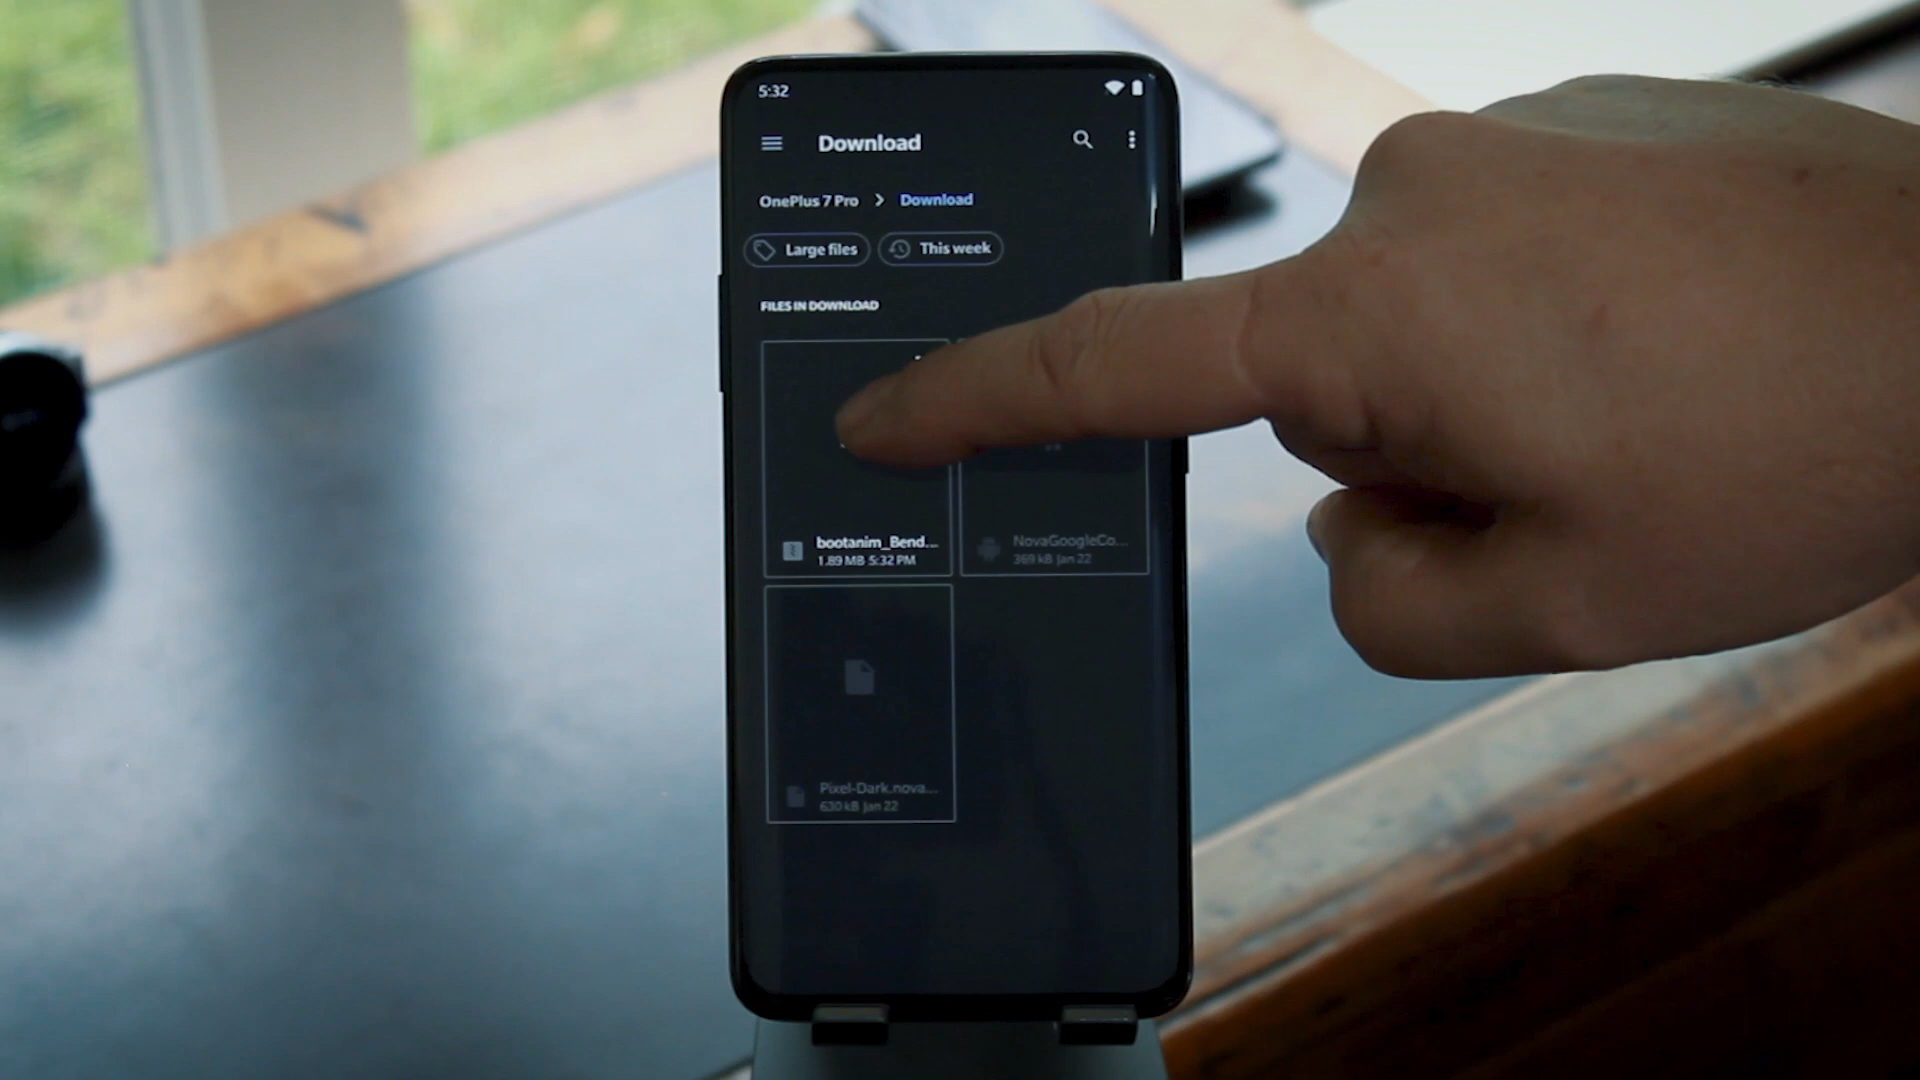 5:32
Download
OnePlus 7 Pro > Download
Large files
This week
FILES IN DOWNLOAD
bootanim_Bend...
1.89 MB 5:32 PM
NovaGoogleCo...
369 kB Jan 22
Pixel-Dark.nova...
630 kB Jan 22